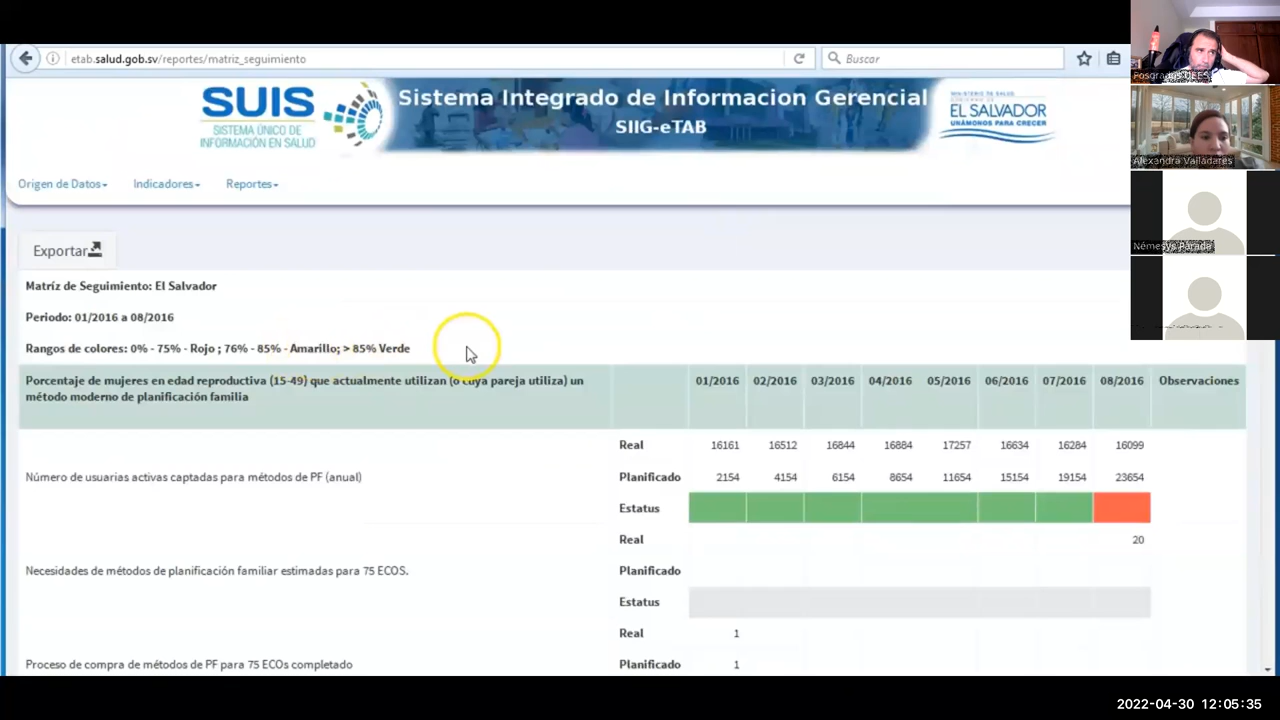 etab.salud.gob.sv/reportes/matriz_seguimiento
Buscar
SUIS
SISTEMA ÚNICO DE
INFORMACIÓN EN SALUD
Sistema Integrado de Informacion Gerencial
SIIG-eTAB
MINISTERIO DE SALUD
EL SALVADOR
UNÁMONOS PARA CRECER
Origen de Datos
Indicadores
Reportes
Exportar
Matríz de Seguimiento: El Salvador
Periodo: 01/2016 a 08/2016
Rangos de colores: 0% - 75% - Rojo ; 76% - 85% - Amarillo; > 85% Verde
Porcentaje de mujeres en edad reproductiva (15-49) que actualmente utilizan (o cuya pareja utiliza) un
método moderno de planificación familia
01/2016 02/2016 03/2016 04/2016 05/2016 06/2016 07/2016 08/2016 Observaciones
Real 16161 16512 16844 16884 17257 16634 16284 16099
Número de usuarias activas captadas para métodos de PF (anual) Planificado 2154 4154 6154 8654 11654 15154 19154 23654
Estatus
Real 20
Necesidades de métodos de planificación familiar estimadas para 75 ECOS. Planificado
Estatus
Real 1
Proceso de compra de métodos de PF para 75 ECOs completado Planificado 1
Posgrados UEES
Alexandra Valladares
Némesys Parada
2022-04-30 12:05:35